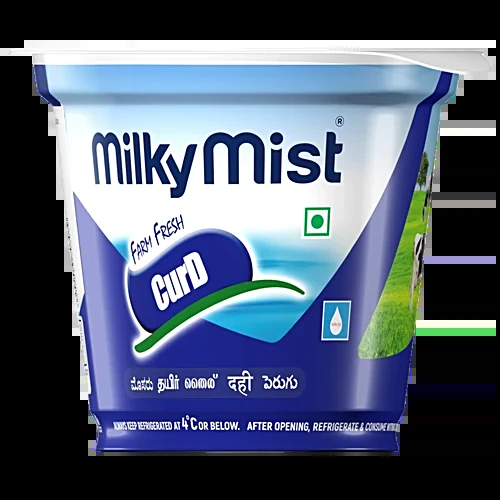 milky mist ®
FARM FRESH
CurD
ಮೊಸರು தயிர் തൈര് दही పెరుగు
ALWAYS KEEP REFRIGERATED AT 4°C OR BELOW. AFTER OPENING, REFRIGERATE & CONSUME